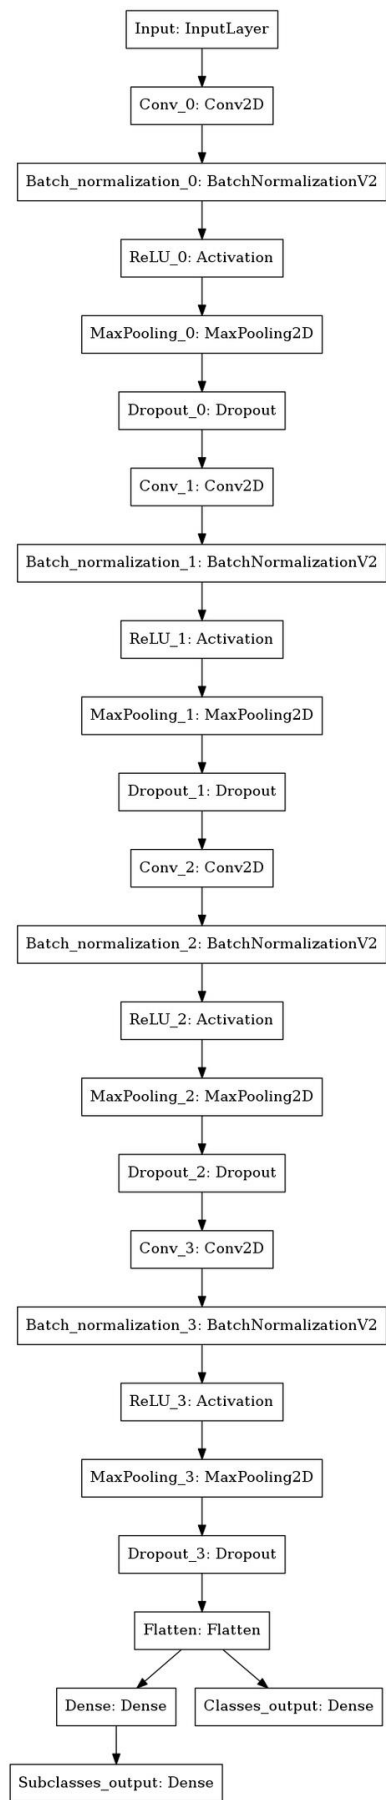 Input: InputLayer
Conv_0: Conv2D
Batch_normalization_0: BatchNormalizationV2
ReLU_0: Activation
MaxPooling_0: MaxPooling2D
Dropout_0: Dropout
Conv_1: Conv2D
Batch_normalization_1: BatchNormalizationV2
ReLU_1: Activation
MaxPooling_1: MaxPooling2D
Dropout_1: Dropout
Conv_2: Conv2D
Batch_normalization_2: BatchNormalizationV2
ReLU_2: Activation
MaxPooling_2: MaxPooling2D
Dropout_2: Dropout
Conv_3: Conv2D
Batch_normalization_3: BatchNormalizationV2
ReLU_3: Activation
MaxPooling_3: MaxPooling2D
Dropout_3: Dropout
Flatten: Flatten
Dense: Dense
Classes_output: Dense
Subclasses_output: Dense